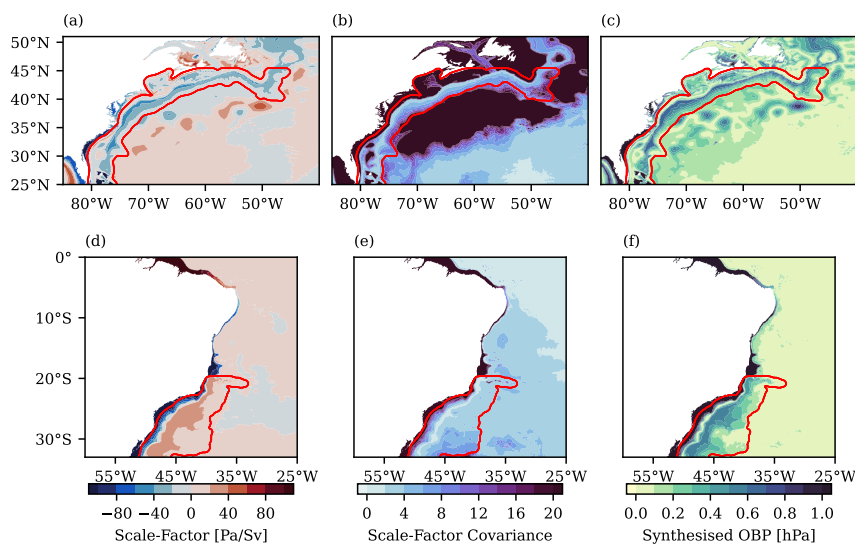 (a) (b) (c)
50°N
45°N
40°N
35°N
30°N
25°N
80°W 70°W 60°W 50°W 80°W 70°W 60°W 50°W 80°W 70°W 60°W 50°W
(d) (e) (f)
0°
10°S
20°S
30°S
55°W 45°W 35°W 25°W 55°W 45°W 35°W 25°W 55°W 45°W 35°W 25°W
−80 −40 0 40 80 0 4 8 12 16 20 0.0 0.2 0.4 0.6 0.8 1.0
Scale-Factor [Pa/Sv] Scale-Factor Covariance Synthesised OBP [hPa]